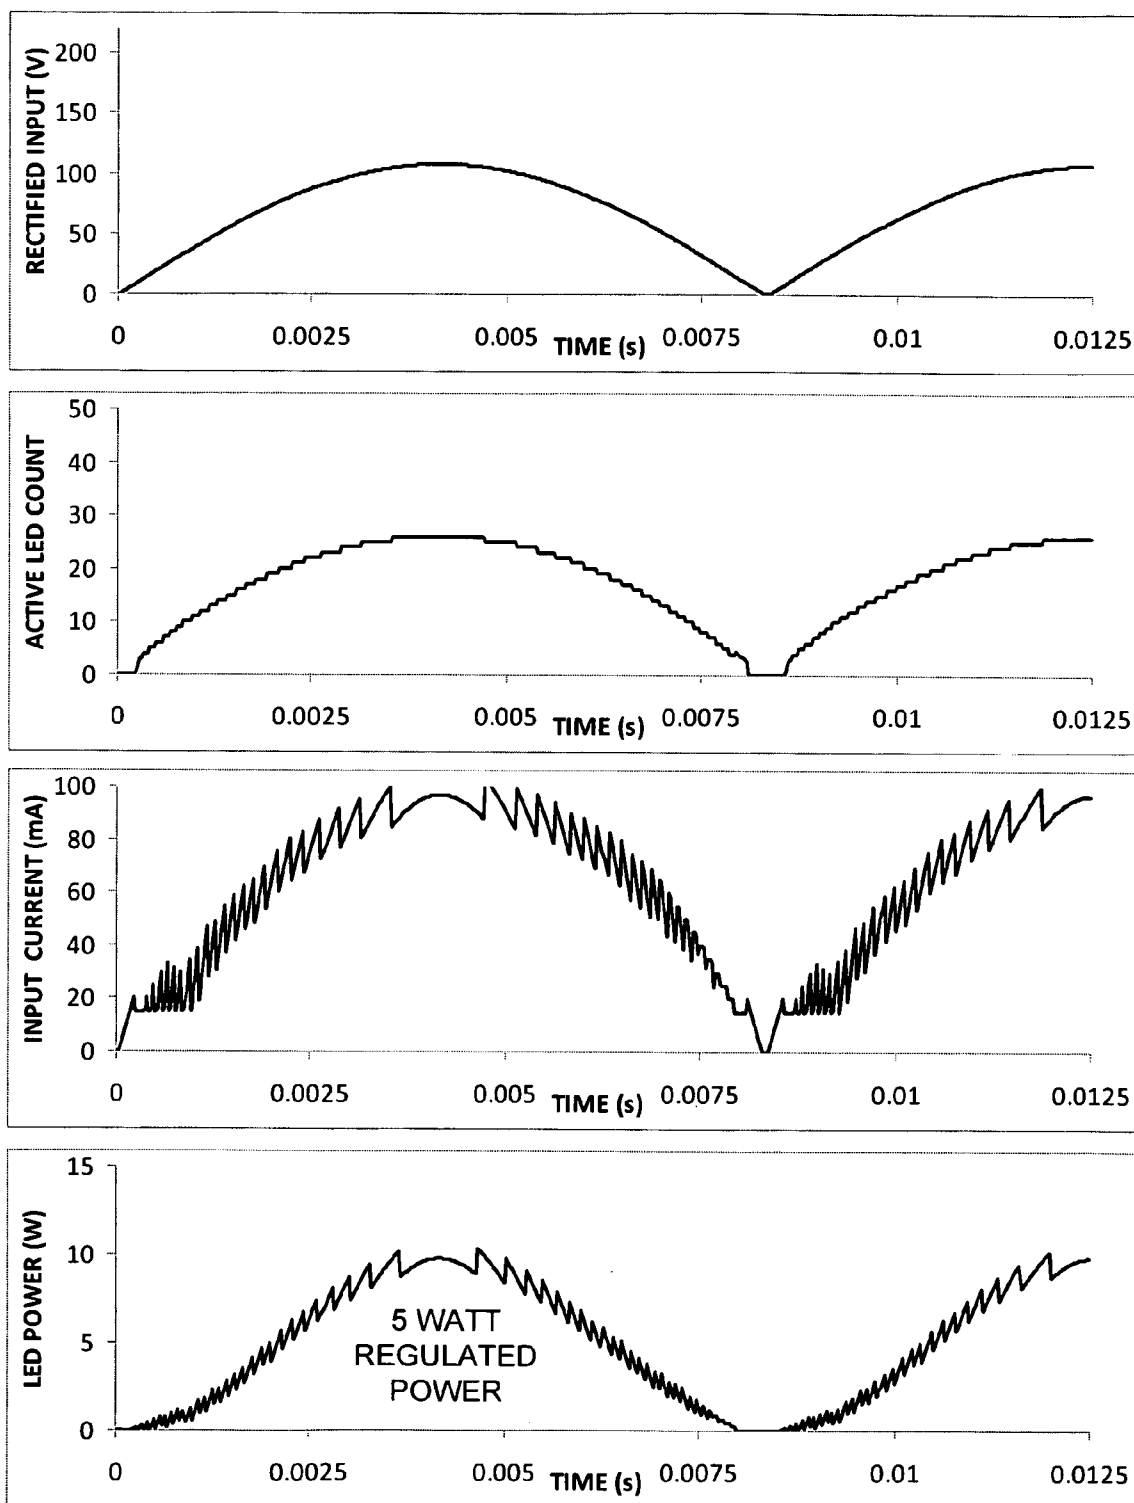 RECTIFIED INPUT (V)
200
150
100
50
0
0 0.0025 0.005 0.0075 0.01 0.0125
TIME (s)
ACTIVE LED COUNT
50
40
30
20
10
0
0 0.0025 0.005 0.0075 0.01 0.0125
TIME (s)
INPUT CURRENT (mA)
100
80
60
40
20
0
0 0.0025 0.005 0.0075 0.01 0.0125
TIME (s)
LED POWER (W)
15
10
5
0
5 WATT
REGULATED
POWER
0 0.0025 0.005 0.0075 0.01 0.0125
TIME (s)